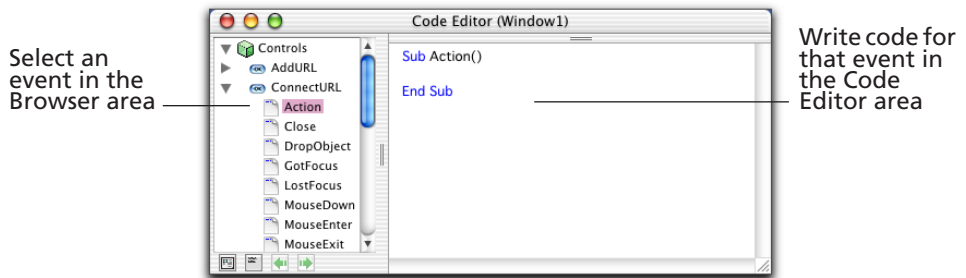 Code Editor (Window1)
Select an
event in the
Browser area
Controls
AddURL
ConnectURL
Action
Close
DropObject
GotFocus
LostFocus
MouseDown
MouseEnter
MouseExit
Sub Action()
End Sub
Write code for
that event in
the Code
Editor area